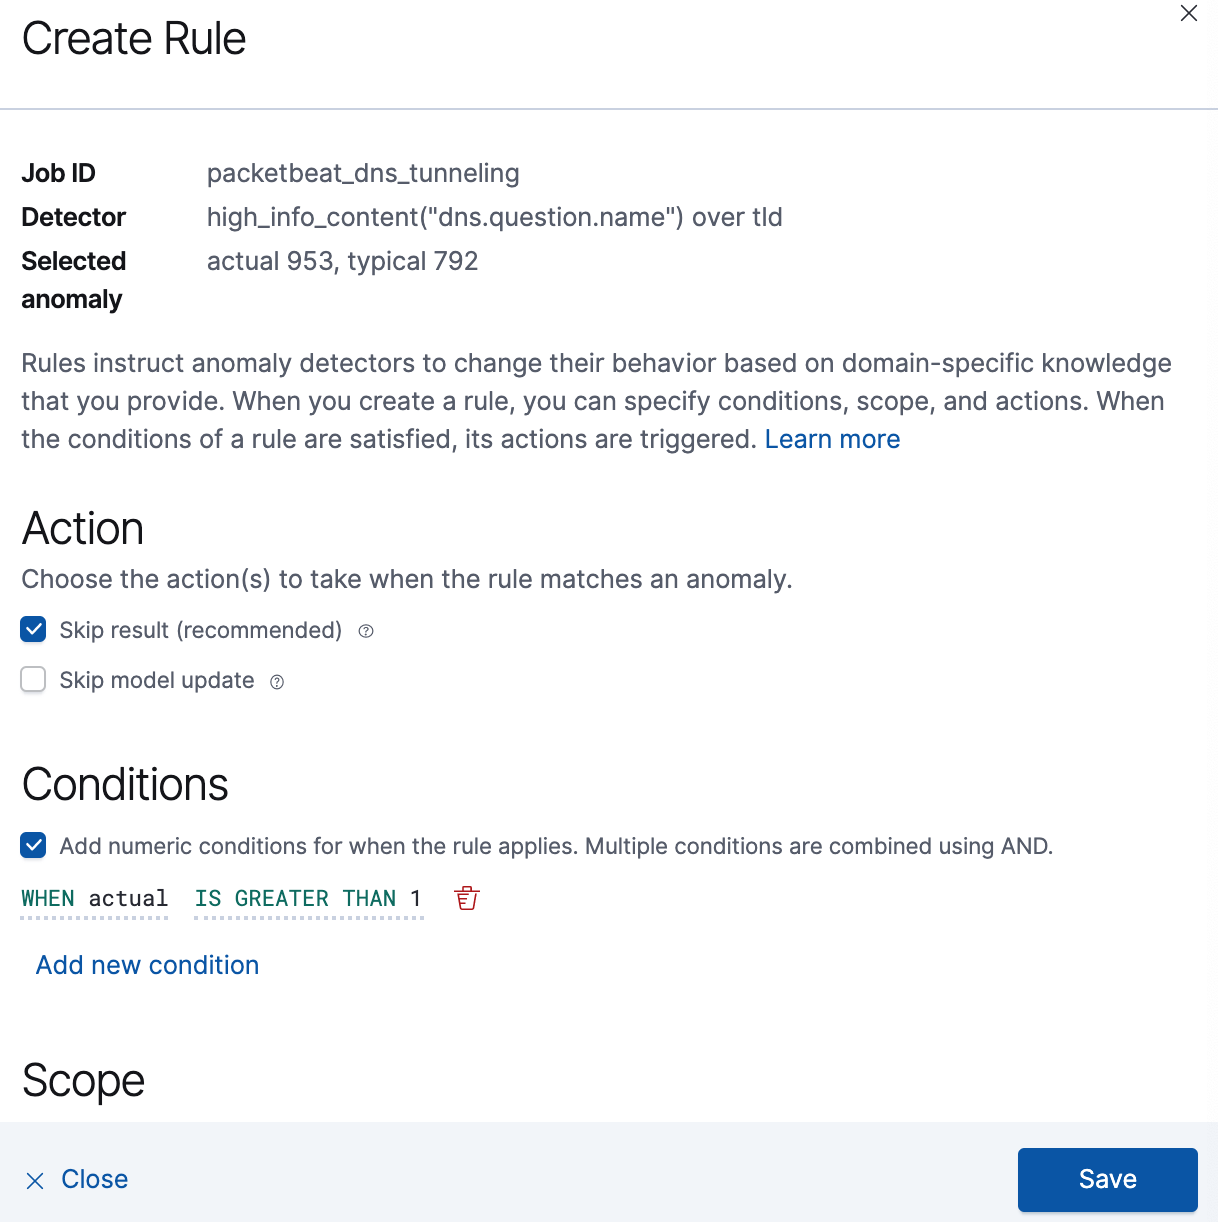 Create Rule
Job ID packetbeat_dns_tunneling
Detector high_info_content("dns.question.name") over tld
Selected anomaly actual 953, typical 792
Rules instruct anomaly detectors to change their behavior based on domain-specific knowledge
that you provide. When you create a rule, you can specify conditions, scope, and actions. When
the conditions of a rule are satisfied, its actions are triggered. Learn more
Action
Choose the action(s) to take when the rule matches an anomaly.
Skip result (recommended)
Skip model update
Conditions
Add numeric conditions for when the rule applies. Multiple conditions are combined using AND.
WHEN actual IS GREATER THAN 1
Add new condition
Scope
Close
Save